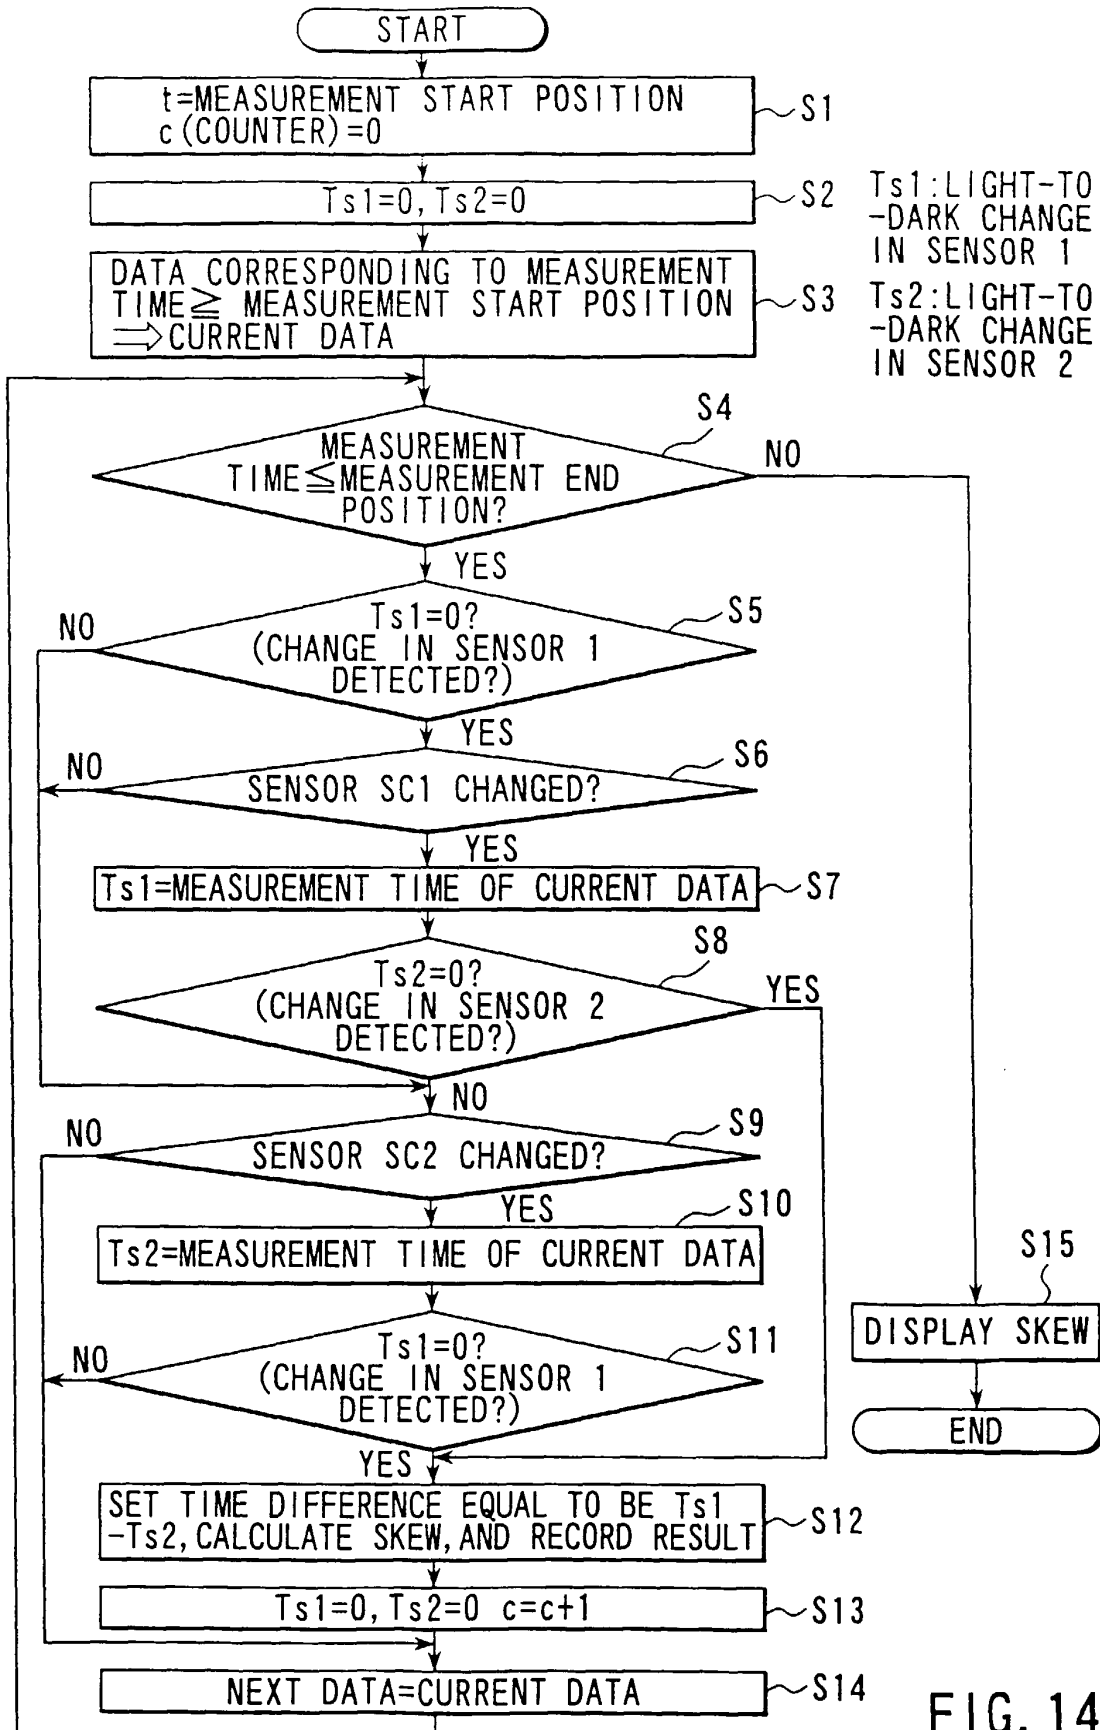 START
t=MEASUREMENT START POSITION
c(COUNTER)=0
S1
Ts1=0, Ts2=0
S2
Ts1:LIGHT-TO
-DARK CHANGE
IN SENSOR 1
Ts2:LIGHT-TO
-DARK CHANGE
IN SENSOR 2
DATA CORRESPONDING TO MEASUREMENT
TIME≧ MEASUREMENT START POSITION
⇒CURRENT DATA
S3
S4
MEASUREMENT
TIME≦MEASUREMENT END
POSITION?
NO
YES
S5
Ts1=0?
(CHANGE IN SENSOR 1
DETECTED?)
NO
YES
S6
SENSOR SC1 CHANGED?
NO
YES
Ts1=MEASUREMENT TIME OF CURRENT DATA
S7
S8
Ts2=0?
(CHANGE IN SENSOR 2
DETECTED?)
YES
NO
S9
SENSOR SC2 CHANGED?
NO
YES
S10
Ts2=MEASUREMENT TIME OF CURRENT DATA
S11
Ts1=0?
(CHANGE IN SENSOR 1
DETECTED?)
NO
YES
S15
DISPLAY SKEW
END
SET TIME DIFFERENCE EQUAL TO BE Ts1
-Ts2, CALCULATE SKEW, AND RECORD RESULT
S12
Ts1=0, Ts2=0 c=c+1
S13
NEXT DATA=CURRENT DATA
S14
FIG. 14